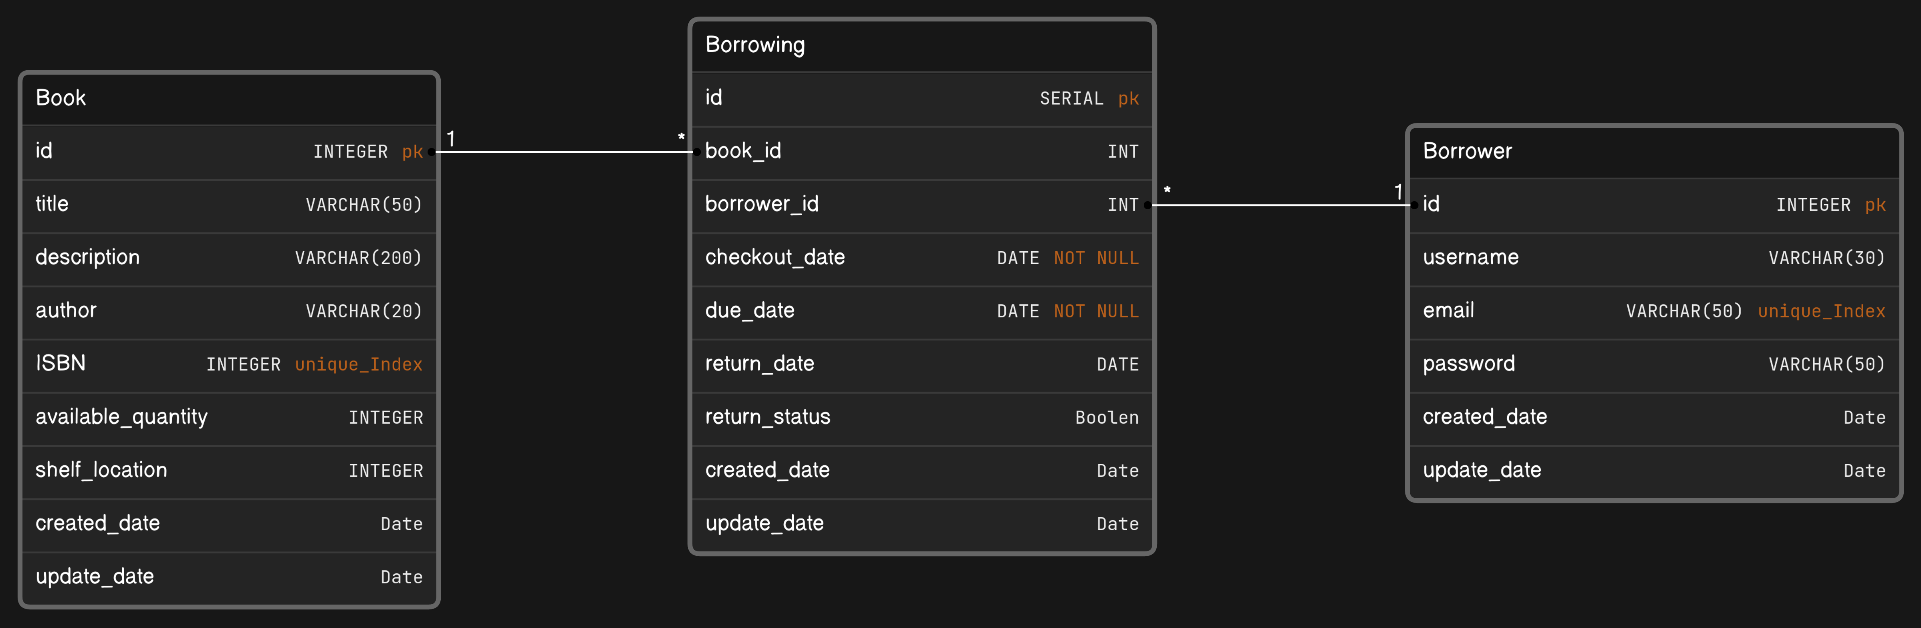 Book
id INTEGER pk
title VARCHAR(50)
description VARCHAR(200)
author VARCHAR(20)
ISBN INTEGER unique_Index
available_quantity INTEGER
shelf_location INTEGER
created_date Date
update_date Date
1 *
Borrowing
id SERIAL pk
book_id INT
borrower_id INT
checkout_date DATE NOT NULL
due_date DATE NOT NULL
return_date DATE
return_status Boolen
created_date Date
update_date Date
* 1
Borrower
id INTEGER pk
username VARCHAR(30)
email VARCHAR(50) unique_Index
password VARCHAR(50)
created_date Date
update_date Date